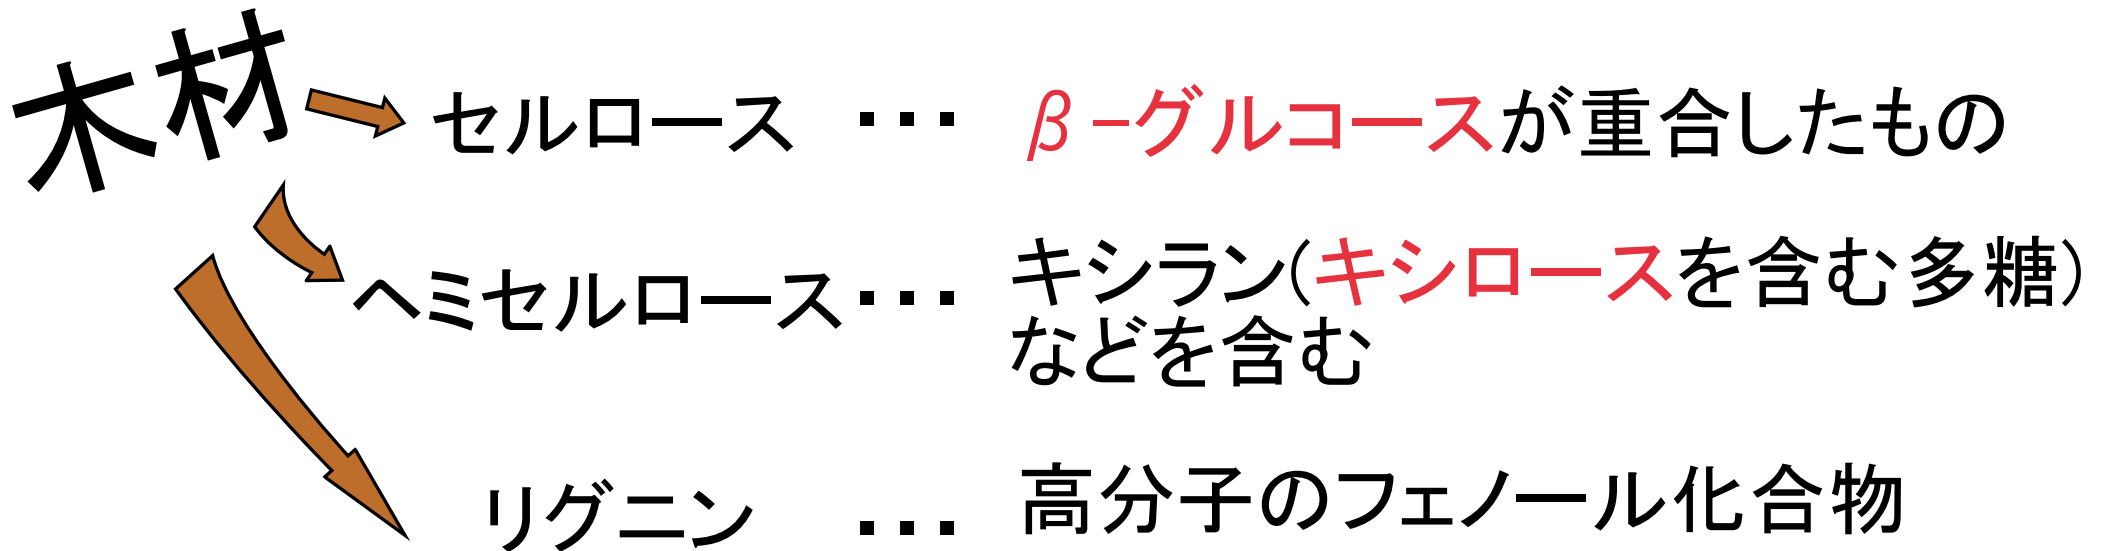 木材
セルロース ・・・ β-グルコースが重合したもの
ヘミセルロース ・・・ キシラン(キシロースを含む多糖)
などを含む
リグニン ・・・ 高分子のフェノール化合物